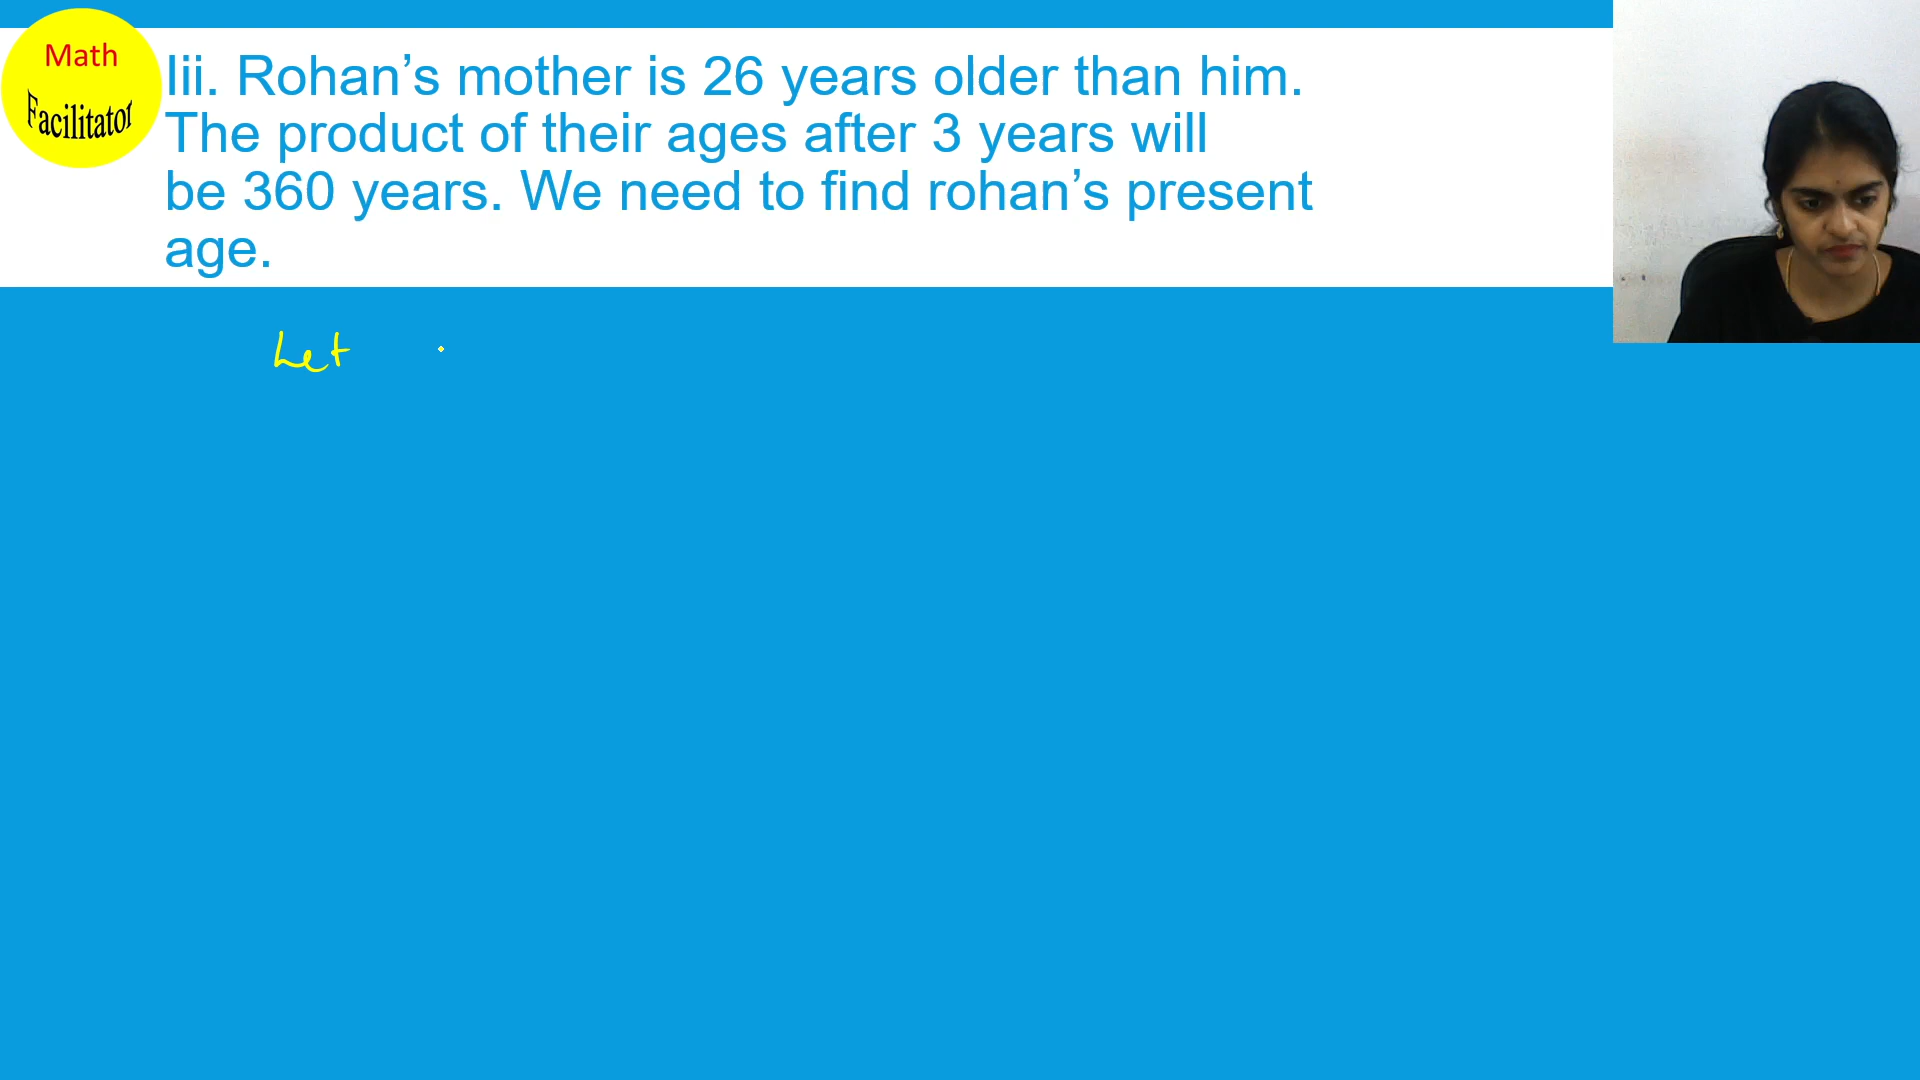 Math
Facilitator
Iii. Rohan’s mother is 26 years older than him.
The product of their ages after 3 years will
be 360 years. We need to find rohan’s present
age.
Let